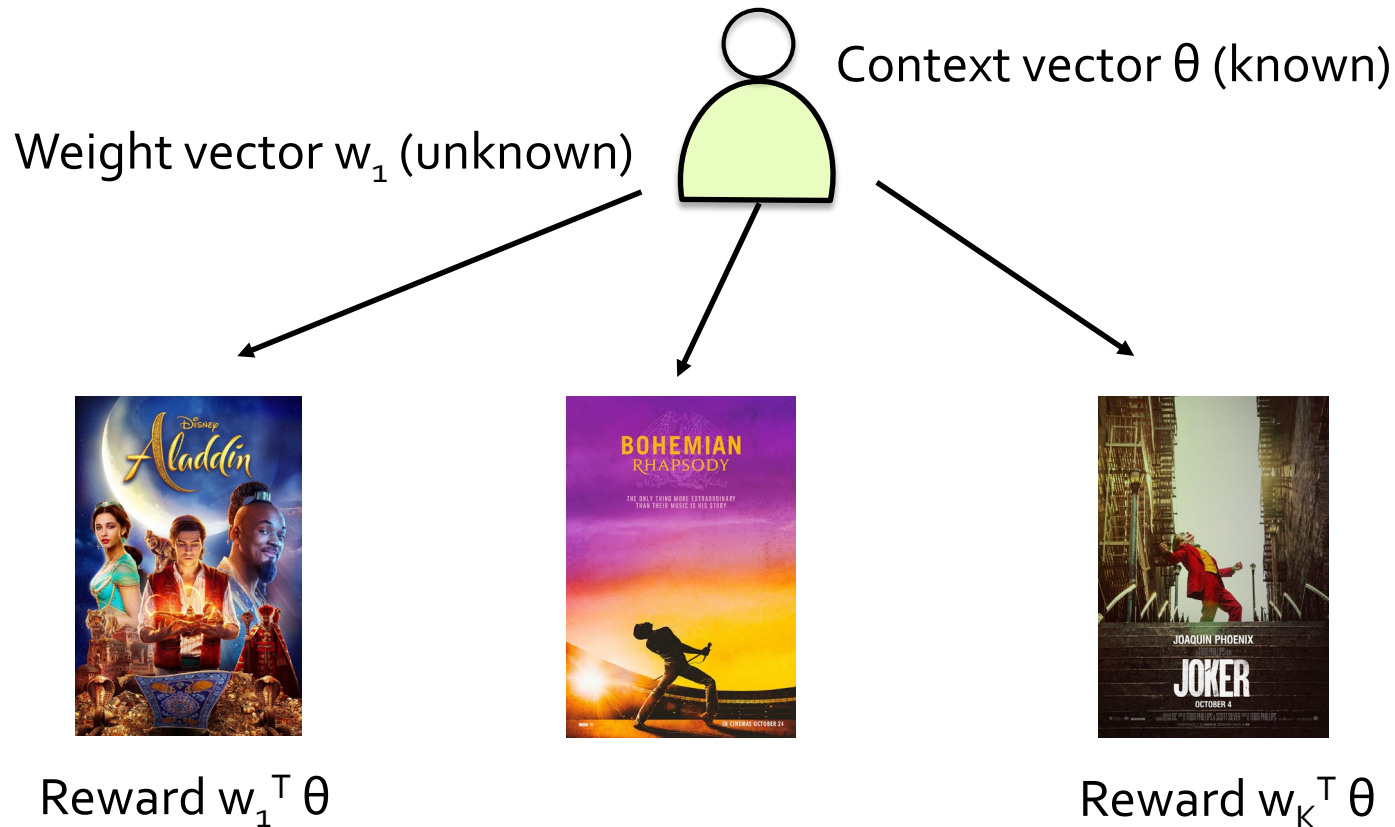 Context vector θ (known)
Weight vector w₁ (unknown)
DISNEY
Aladdin
BOHEMIAN
RHAPSODY
THE ONLY THING MORE EXTRAORDINARY
THAN THEIR MUSIC IS HIS STORY
IN CINEMAS OCTOBER 24
JOAQUIN PHOENIX
JOKER
OCTOBER 4
Reward w₁ᵀ θ
Reward w_Kᵀ θ